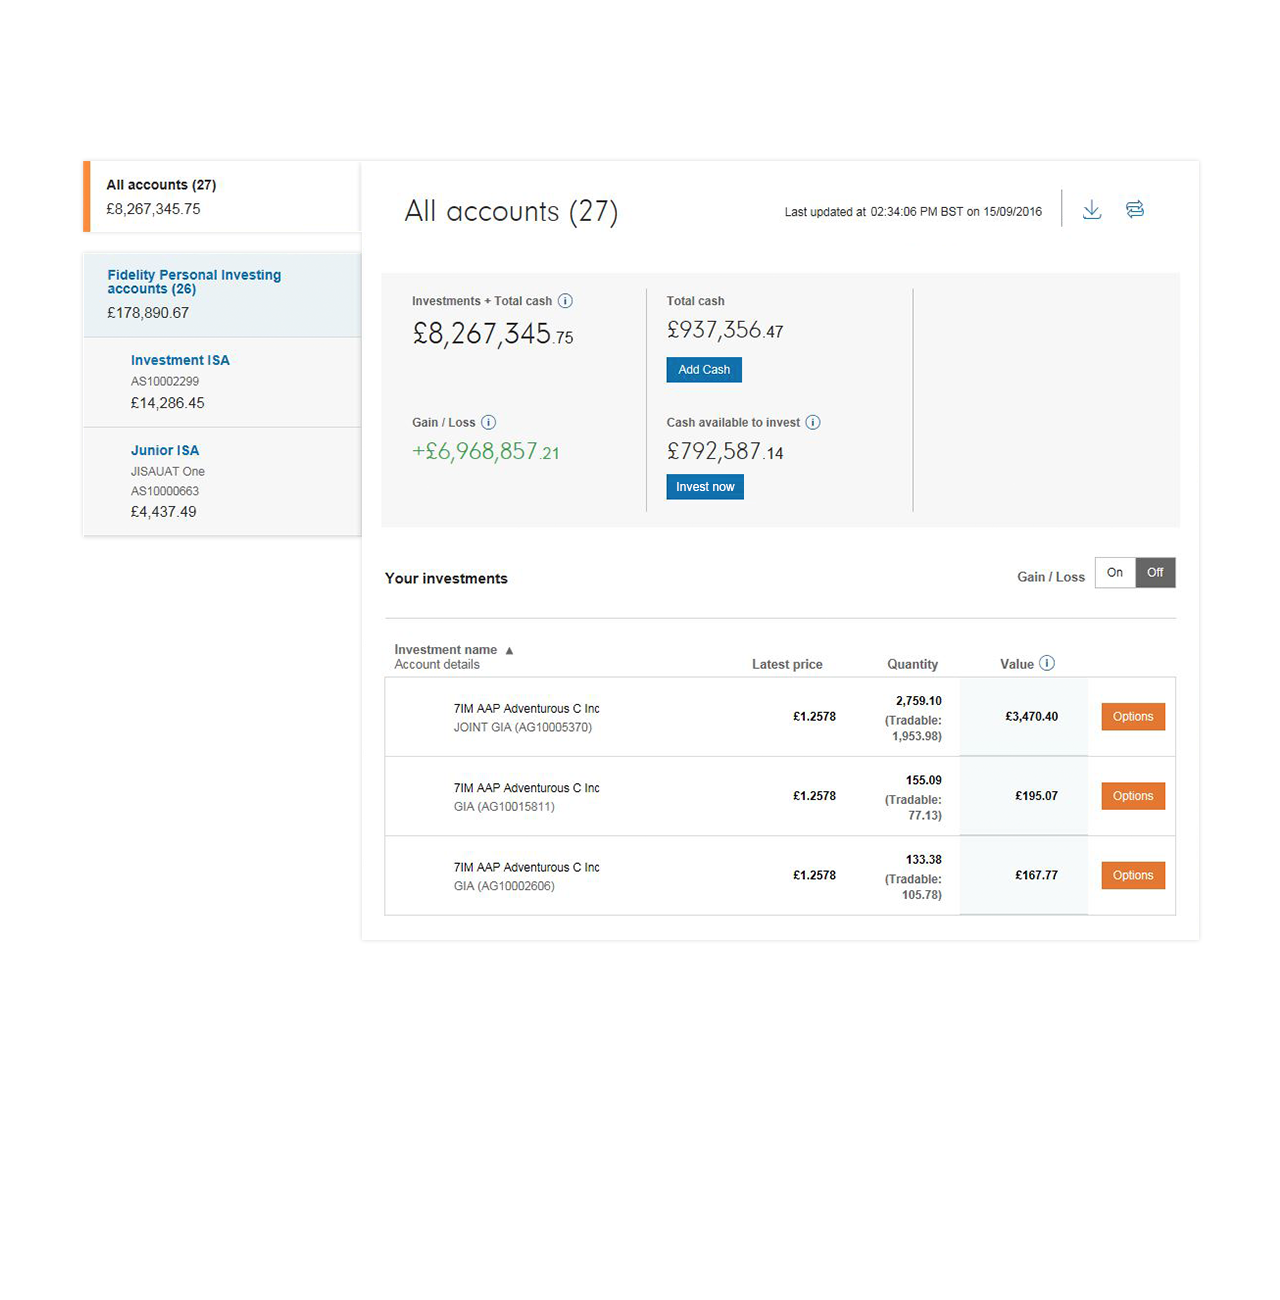 All accounts (27)
£8,267,345.75
Fidelity Personal Investing
accounts (26)
£178,890.67
Investment ISA
AS10002299
£14,286.45
Junior ISA
JISAUAT One
AS10000663
£4,437.49
All accounts (27)
Last updated at 02:34:06 PM BST on 15/09/2016
Investments + Total cash
£8,267,345.75
Gain / Loss
+£6,968,857.21
Total cash
£937,356.47
Add Cash
Cash available to invest
£792,587.14
Invest now
Your investments
Gain / Loss On Off
Investment name ▲
Account details
Latest price Quantity Value
7IM AAP Adventurous C Inc
JOINT GIA (AG10005370)
£1.2578
2,759.10
(Tradable:
1,953.98)
£3,470.40
Options
7IM AAP Adventurous C Inc
GIA (AG10015811)
£1.2578
155.09
(Tradable:
77.13)
£195.07
Options
7IM AAP Adventurous C Inc
GIA (AG10002606)
£1.2578
133.38
(Tradable:
105.78)
£167.77
Options